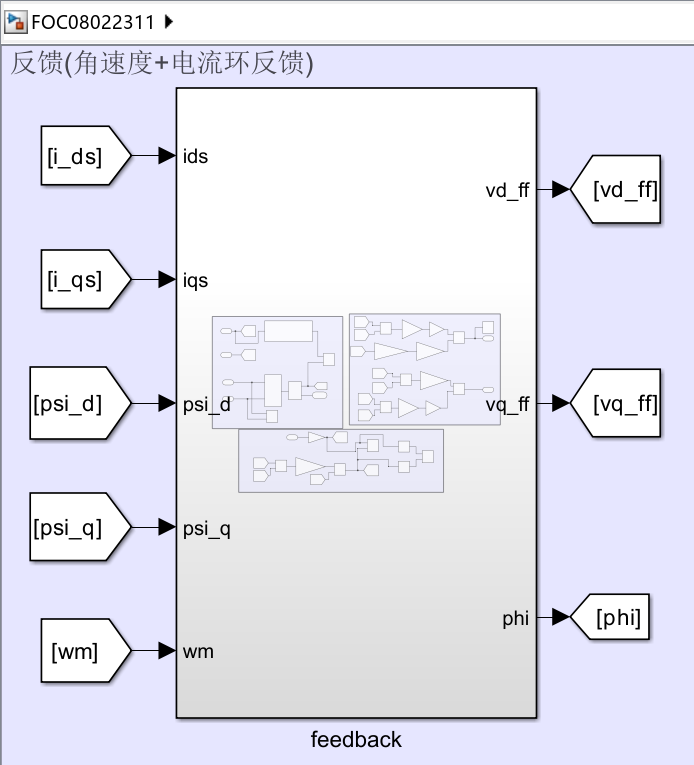 FOC08022311
反馈(角速度+电流环反馈)
[i_ds]
ids
vd_ff
[vd_ff]
[i_qs]
iqs
[psi_d]
psi_d
vq_ff
[vq_ff]
[psi_q]
psi_q
phi
[phi]
[wm]
wm
feedback